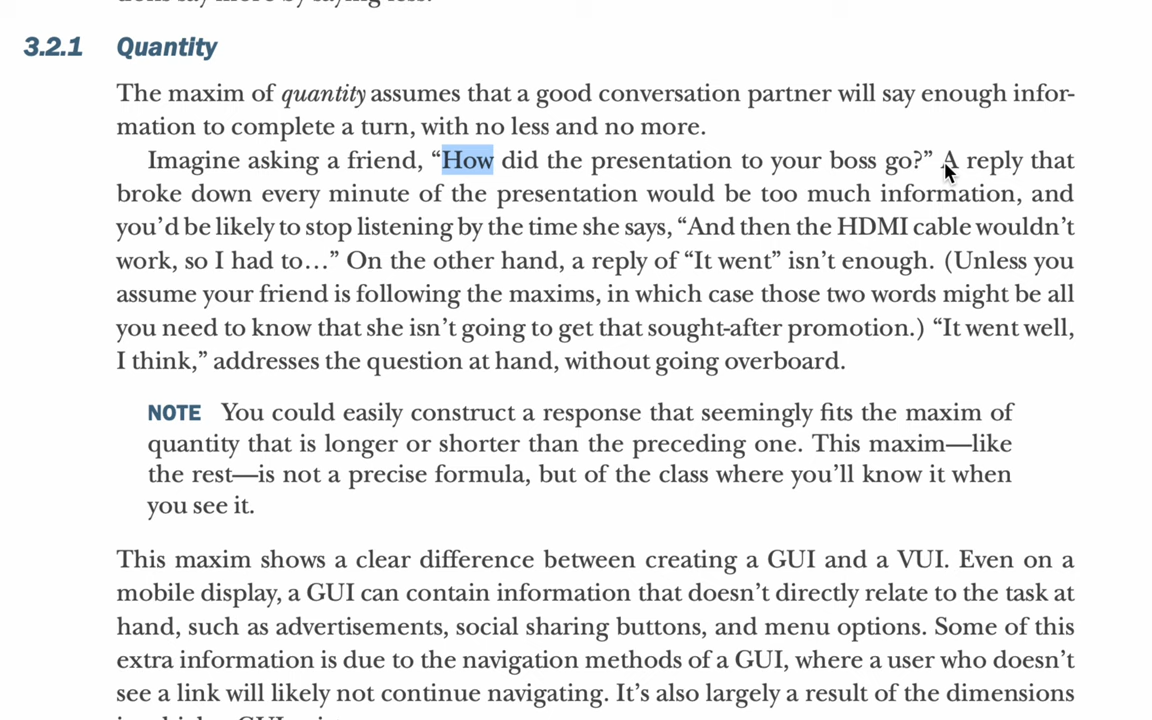 3.2.1 Quantity
The maxim of quantity assumes that a good conversation partner will say enough infor-
mation to complete a turn, with no less and no more.
Imagine asking a friend, “How did the presentation to your boss go?” A reply that
broke down every minute of the presentation would be too much information, and
you’d be likely to stop listening by the time she says, “And then the HDMI cable wouldn’t
work, so I had to…” On the other hand, a reply of “It went” isn’t enough. (Unless you
assume your friend is following the maxims, in which case those two words might be all
you need to know that she isn’t going to get that sought-after promotion.) “It went well,
I think,” addresses the question at hand, without going overboard.
NOTE You could easily construct a response that seemingly fits the maxim of
quantity that is longer or shorter than the preceding one. This maxim—like
the rest—is not a precise formula, but of the class where you’ll know it when
you see it.
This maxim shows a clear difference between creating a GUI and a VUI. Even on a
mobile display, a GUI can contain information that doesn’t directly relate to the task at
hand, such as advertisements, social sharing buttons, and menu options. Some of this
extra information is due to the navigation methods of a GUI, where a user who doesn’t
see a link will likely not continue navigating. It’s also largely a result of the dimensions